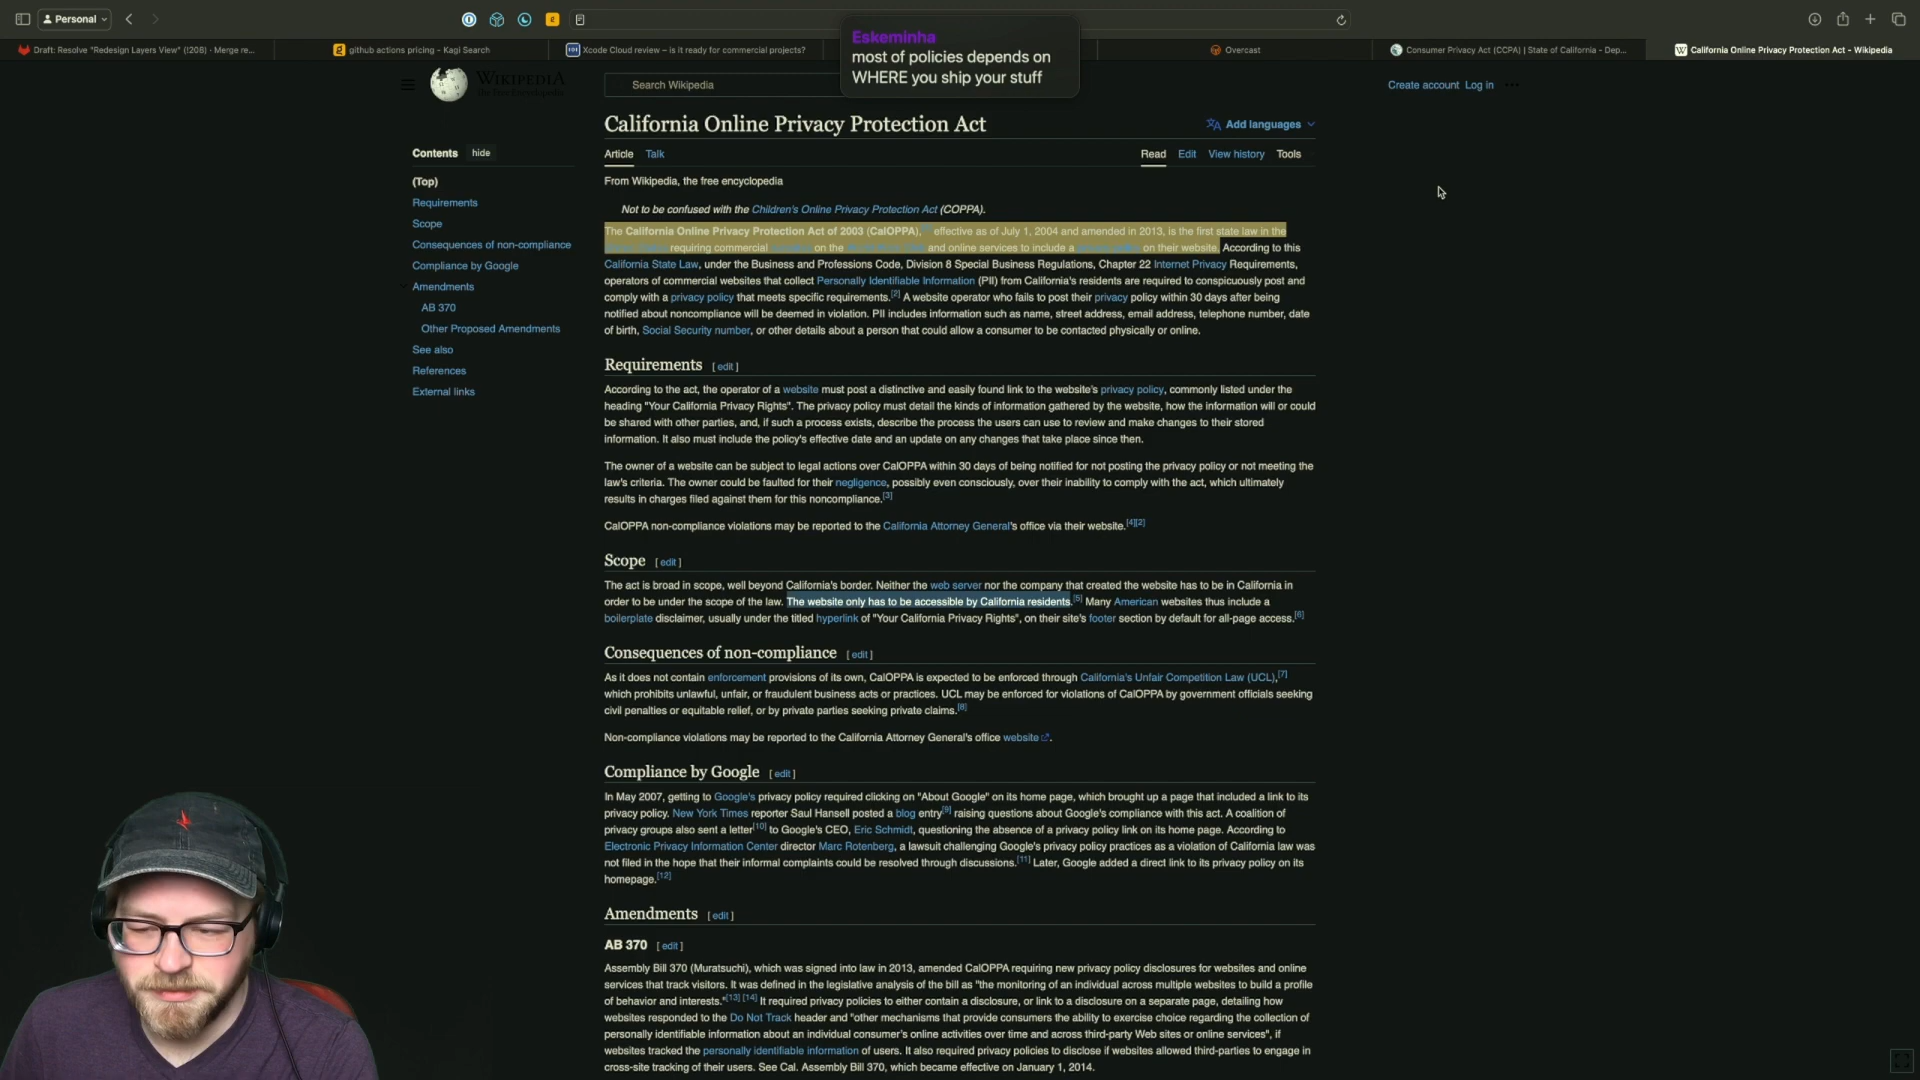 Personal
Draft: Resolve "Redesign Layers View" (!208) · Merge re...
github actions pricing - Kagi Search
Xcode Cloud review – is it ready for commercial projects?
Overcast
Consumer Privacy Act (CCPA) | State of California - Dep...
California Online Privacy Protection Act - Wikipedia
Eskeminha
most of policies depends on
WHERE you ship your stuff
WIKIPEDIA
The Free Encyclopedia
Search Wikipedia
Create account Log in
California Online Privacy Protection Act
Add languages
Contents hide
Article Talk
Read Edit View history Tools
(Top)
Requirements
Scope
Consequences of non-compliance
Compliance by Google
Amendments
AB 370
Other Proposed Amendments
See also
References
External links
From Wikipedia, the free encyclopedia
Not to be confused with the Children's Online Privacy Protection Act (COPPA).
The California Online Privacy Protection Act of 2003 (CalOPPA), effective as of July 1, 2004 and amended in 2013, is the first state law in the
requiring commercial on the and online services to include a on their website. According to this
California State Law, under the Business and Professions Code, Division 8 Special Business Regulations, Chapter 22 Internet Privacy Requirements,
operators of commercial websites that collect Personally Identifiable Information (PII) from California's residents are required to conspicuously post and
comply with a privacy policy that meets specific requirements.[2] A website operator who fails to post their privacy policy within 30 days after being
notified about noncompliance will be deemed in violation. PII includes information such as name, street address, email address, telephone number, date
of birth, Social Security number, or other details about a person that could allow a consumer to be contacted physically or online.
Requirements [ edit ]
According to the act, the operator of a website must post a distinctive and easily found link to the website's privacy policy, commonly listed under the
heading "Your California Privacy Rights". The privacy policy must detail the kinds of information gathered by the website, how the information will or could
be shared with other parties, and, if such a process exists, describe the process the users can use to review and make changes to their stored
information. It also must include the policy's effective date and an update on any changes that take place since then.
The owner of a website can be subject to legal actions over CalOPPA within 30 days of being notified for not posting the privacy policy or not meeting the
law's criteria. The owner could be faulted for their negligence, possibly even consciously, over their inability to comply with the act, which ultimately
results in charges filed against them for this noncompliance.[3]
CalOPPA non-compliance violations may be reported to the California Attorney General's office via their website.[4][2]
Scope [ edit ]
The act is broad in scope, well beyond California's border. Neither the web server nor the company that created the website has to be in California in
order to be under the scope of the law. The website only has to be accessible by California residents.[5] Many American websites thus include a
boilerplate disclaimer, usually under the titled hyperlink of "Your California Privacy Rights", on their site's footer section by default for all-page access.[6]
Consequences of non-compliance [ edit ]
As it does not contain enforcement provisions of its own, CalOPPA is expected to be enforced through California's Unfair Competition Law (UCL),[7]
which prohibits unlawful, unfair, or fraudulent business acts or practices. UCL may be enforced for violations of CalOPPA by government officials seeking
civil penalties or equitable relief, or by private parties seeking private claims.[8]
Non-compliance violations may be reported to the California Attorney General's office website.
Compliance by Google [ edit ]
In May 2007, getting to Google's privacy policy required clicking on "About Google" on its home page, which brought up a page that included a link to its
privacy policy. New York Times reporter Saul Hansell posted a blog entry[9] raising questions about Google's compliance with this act. A coalition of
privacy groups also sent a letter[10] to Google's CEO, Eric Schmidt, questioning the absence of a privacy policy link on its home page. According to
Electronic Privacy Information Center director Marc Rotenberg, a lawsuit challenging Google's privacy policy practices as a violation of California law was
not filed in the hope that their informal complaints could be resolved through discussions.[11] Later, Google added a direct link to its privacy policy on its
homepage.[12]
Amendments [ edit ]
AB 370 [ edit ]
Assembly Bill 370 (Muratsuchi), which was signed into law in 2013, amended CalOPPA requiring new privacy policy disclosures for websites and online
services that track visitors. It was defined in the legislative analysis of the bill as "the monitoring of an individual across multiple websites to build a profile
of behavior and interests."[13] [14] It required privacy policies to either contain a disclosure, or link to a disclosure on a separate page, detailing how
websites responded to the Do Not Track header and "other mechanisms that provide consumers the ability to exercise choice regarding the collection of
personally identifiable information about an individual consumer's online activities over time and across third-party Web sites or online services", if
websites tracked the personally identifiable information of users. It also required privacy policies to disclose if websites allowed third-parties to engage in
cross-site tracking of their users. See Cal. Assembly Bill 370, which became effective on January 1, 2014.